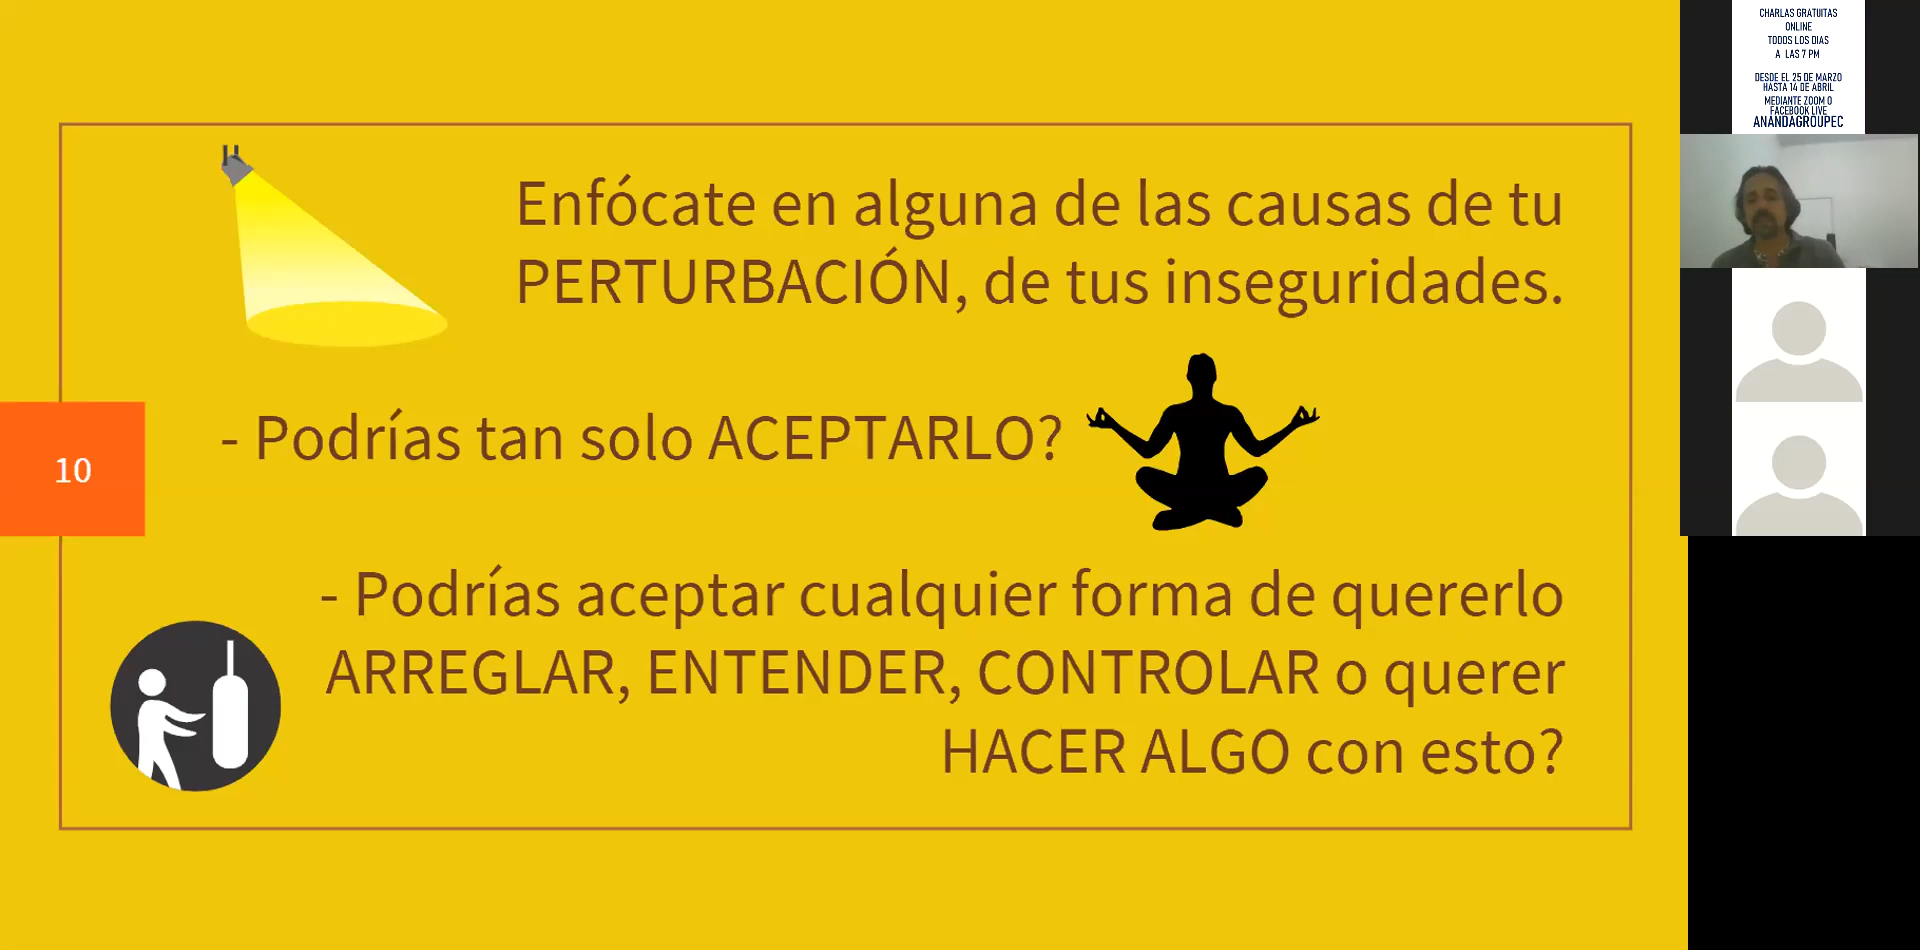 Enfócate en alguna de las causas de tu
PERTURBACIÓN, de tus inseguridades.
- Podrías tan solo ACEPTARLO?
10
- Podrías aceptar cualquier forma de quererlo
ARREGLAR, ENTENDER, CONTROLAR o querer
HACER ALGO con esto?
CHARLAS GRATUITAS
ONLINE
TODOS LOS DIAS
A LAS 7 PM
DESDE EL 25 DE MARZO
HASTA 14 DE ABRIL
MEDIANTE ZOOM O
FACEBOOK LIVE
ANANDAGROUPEC